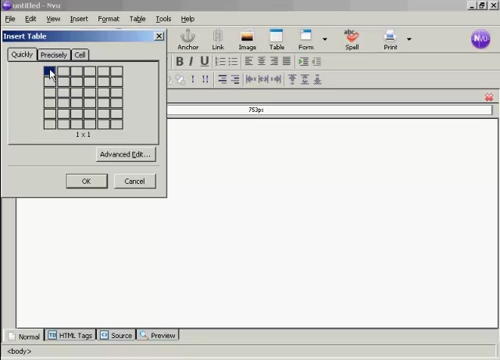 untitled - Nvu
File Edit View Insert Format Table Tools Help
Insert Table
Quickly Precisely Cell
1 x 1
Advanced Edit...
OK Cancel
Anchor Link Image Table Form Spell Print
Nvu
B I U
753px
Normal HTML Tags Source Preview
<body>